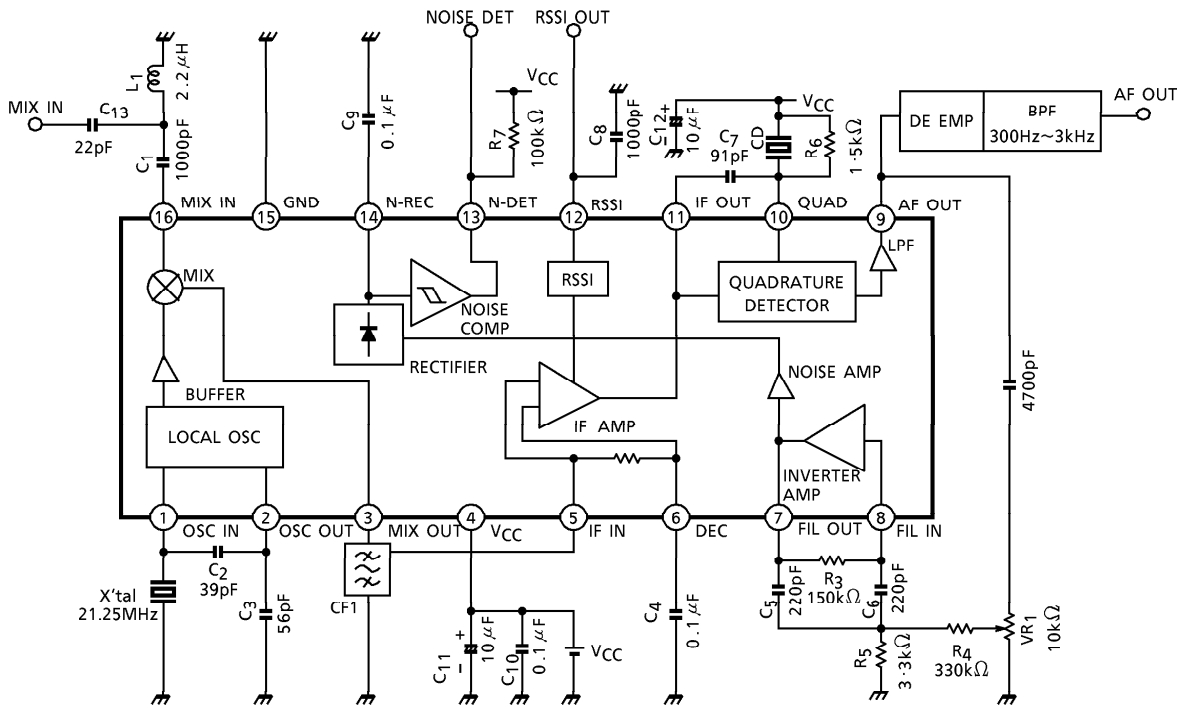 NOISE DET
RSSI OUT
MIX IN
C13
22pF
L1
2.2μH
C1
1000pF
C9
0.1μF
VCC
R7
100kΩ
C8
1000pF
C12
+
−
10μF
C7
91pF
CD
VCC
R6
1·5kΩ
DE EMP
BPF
300Hz~3kHz
AF OUT
16
MIX IN
15
GND
14
N-REC
13
N-DET
12
RSSI
11
IF OUT
10
QUAD
9
AF OUT
MIX
NOISE
COMP
RSSI
QUADRATURE
DETECTOR
LPF
RECTIFIER
BUFFER
LOCAL OSC
IF AMP
NOISE AMP
INVERTER
AMP
4700pF
1
OSC IN
2
OSC OUT
3
MIX OUT
4
VCC
5
IF IN
6
DEC
7
FIL OUT
8
FIL IN
X'tal
21.25MHz
C2
39pF
C3
56pF
CF1
C11
+
−
10μF
C10
0.1μF
VCC
C4
0.1μF
C5
220pF
R3
150kΩ
C6
220pF
R5
3·3kΩ
R4
330kΩ
VR1
10kΩ